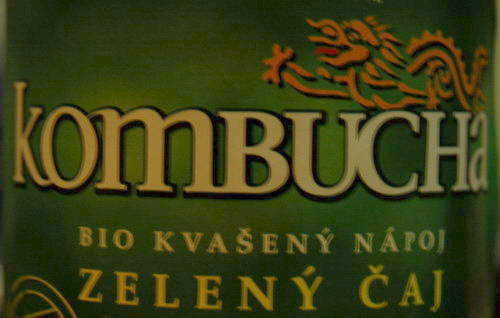 komBUCHa
BIO KVAŠENÝ NÁPOJ
ZELENÝ ČAJ